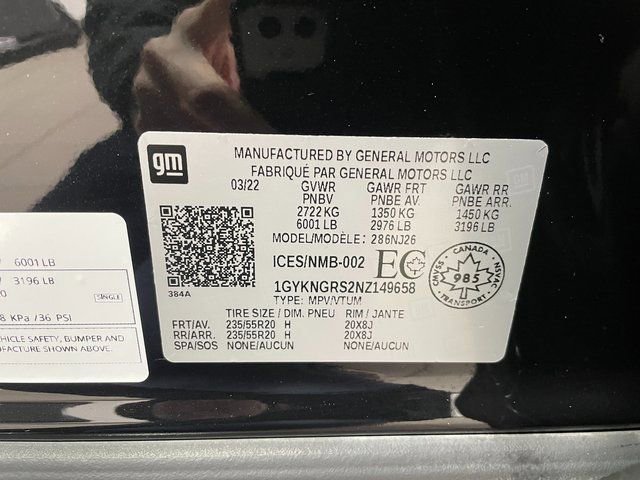 gm
MANUFACTURED BY GENERAL MOTORS LLC
FABRIQUÉ PAR GENERAL MOTORS LLC
03/22 GVWR GAWR FRT GAWR RR
PNBV PNBE AV. PNBE ARR.
2722 KG 1350 KG 1450 KG
6001 LB 2976 LB 3196 LB
MODEL/MODÈLE: 286NJ26
ICES/NMB-002 EC
CANADA
CMVSS 985 NSVAC
TRANSPORT
384A
1GYKNGRS2NZ149658
TYPE: MPV/VTUM
TIRE SIZE / DIM. PNEU RIM / JANTE
FRT/AV. 235/55R20 H 20X8J
RR/ARR. 235/55R20 H 20X8J
SPA/SOS NONE/AUCUN NONE/AUCUN
6001 LB
3196 LB
SINGLE
8 KPa /36 PSI
HICLE SAFETY, BUMPER AND
FACTURE SHOWN ABOVE.